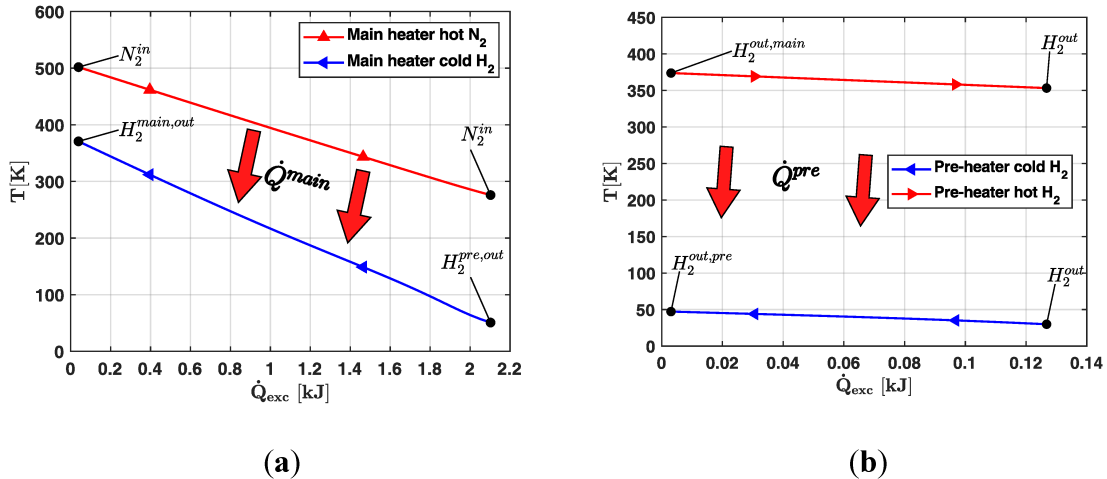 600
500
400
300
200
100
0
T[K]
0 0.2 0.4 0.6 0.8 1 1.2 1.4 1.6 1.8 2 2.2
Q̇exc [kJ]
N₂ⁱⁿ
H₂ᵐᵃⁱⁿ,ᵒᵘᵗ
Main heater hot N₂
Main heater cold H₂
Q̇ᵐᵃⁱⁿ
N₂ⁱⁿ
H₂ᵖʳᵉ,ᵒᵘᵗ
(a)
450
400
350
300
250
200
150
100
50
0
T[K]
0 0.02 0.04 0.06 0.08 0.1 0.12 0.14
Q̇exc [kJ]
H₂ᵒᵘᵗ,ᵐᵃⁱⁿ
H₂ᵒᵘᵗ
Q̇ᵖʳᵉ
Pre-heater cold H₂
Pre-heater hot H₂
H₂ᵒᵘᵗ,ᵖʳᵉ
H₂ᵒᵘᵗ
(b)